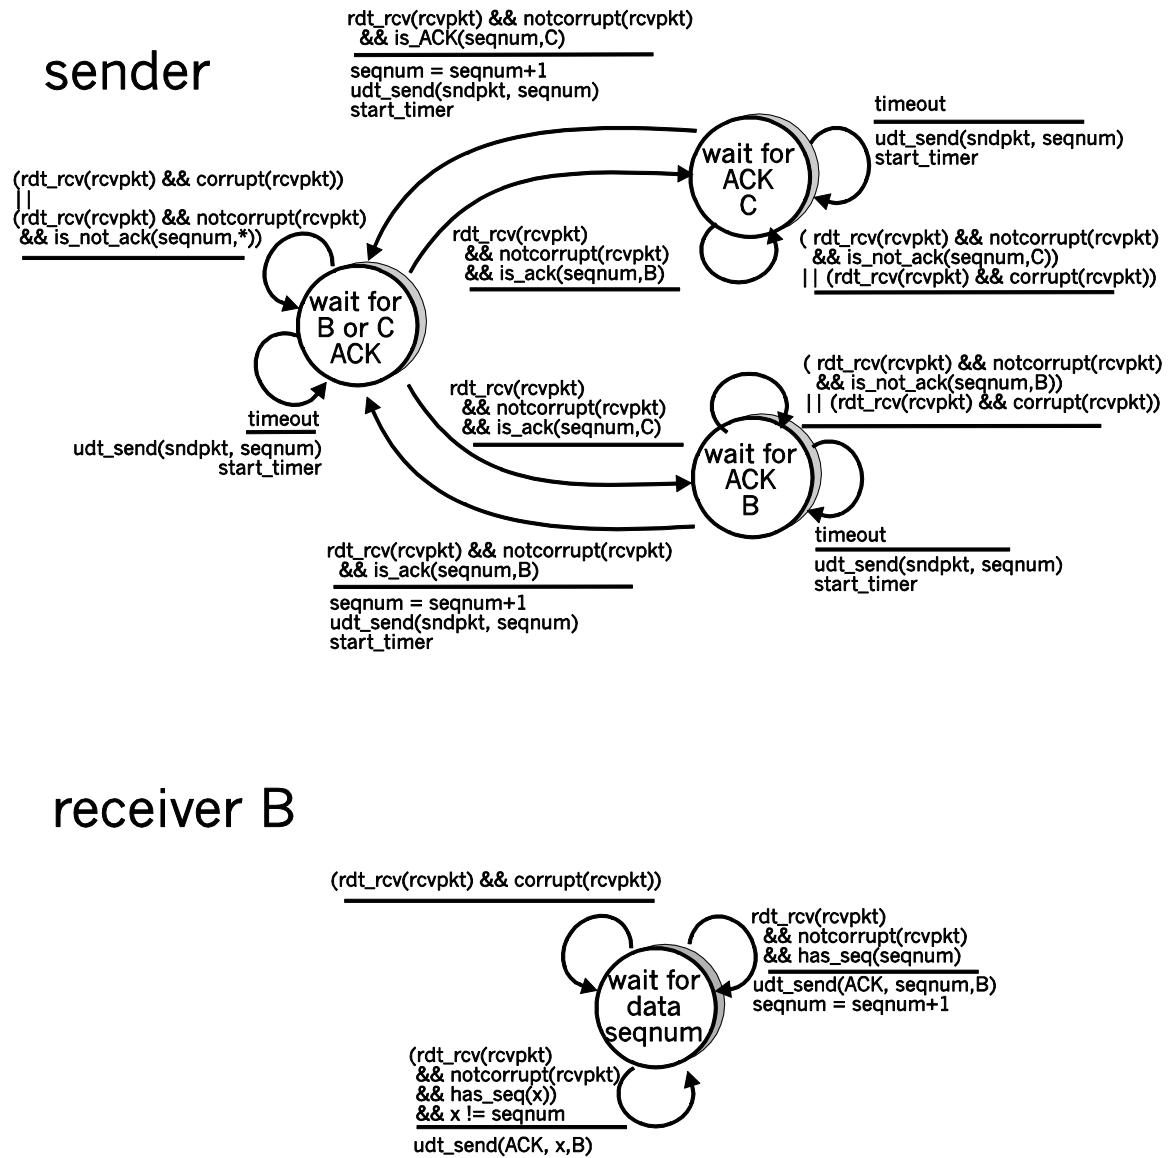 sender
rdt_rcv(rcvpkt) && notcorrupt(rcvpkt)
&& is_ACK(seqnum,C)
seqnum = seqnum+1
udt_send(sndpkt, seqnum)
start_timer
timeout
udt_send(sndpkt, seqnum)
start_timer
wait for
ACK
C
(rdt_rcv(rcvpkt) && corrupt(rcvpkt))
||
(rdt_rcv(rcvpkt) && notcorrupt(rcvpkt)
&& is_not_ack(seqnum,*))
rdt_rcv(rcvpkt)
&& notcorrupt(rcvpkt)
&& is_ack(seqnum,B)
( rdt_rcv(rcvpkt) && notcorrupt(rcvpkt)
&& is_not_ack(seqnum,C))
|| (rdt_rcv(rcvpkt) && corrupt(rcvpkt))
wait for
B or C
ACK
timeout
udt_send(sndpkt, seqnum)
start_timer
rdt_rcv(rcvpkt)
&& notcorrupt(rcvpkt)
&& is_ack(seqnum,C)
( rdt_rcv(rcvpkt) && notcorrupt(rcvpkt)
&& is_not_ack(seqnum,B))
|| (rdt_rcv(rcvpkt) && corrupt(rcvpkt))
wait for
ACK
B
timeout
udt_send(sndpkt, seqnum)
start_timer
rdt_rcv(rcvpkt) && notcorrupt(rcvpkt)
&& is_ack(seqnum,B)
seqnum = seqnum+1
udt_send(sndpkt, seqnum)
start_timer
receiver B
(rdt_rcv(rcvpkt) && corrupt(rcvpkt))
rdt_rcv(rcvpkt)
&& notcorrupt(rcvpkt)
&& has_seq(seqnum)
udt_send(ACK, seqnum,B)
seqnum = seqnum+1
wait for
data
seqnum
(rdt_rcv(rcvpkt)
&& notcorrupt(rcvpkt)
&& has_seq(x))
&& x != seqnum
udt_send(ACK, x,B)